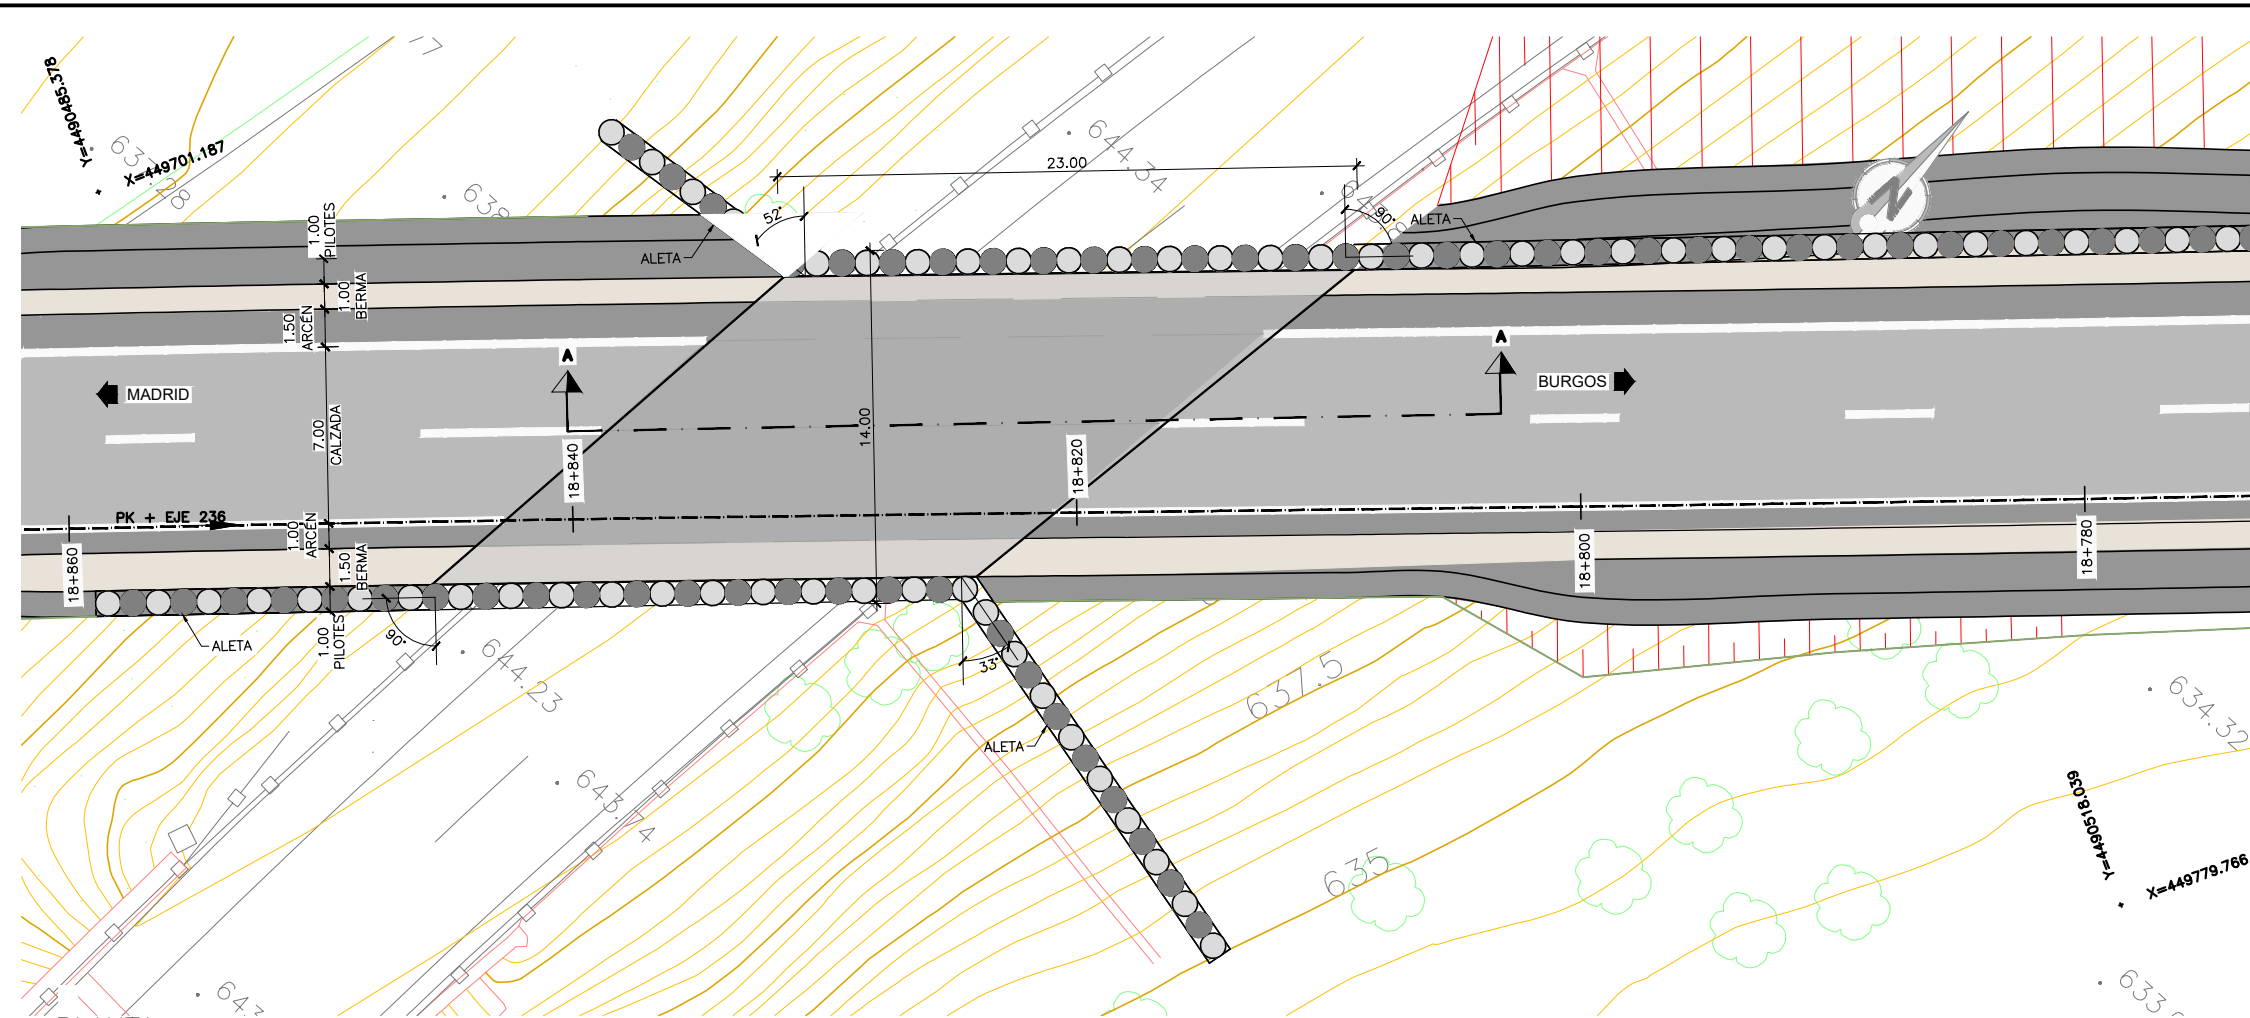 Y=4490485.378
X=449701.187
644.34
23.00
52°
90°
ALETA
ALETA
1.00
PILOTES
1.00
BERMA
1.50
ARCÉN
A
A
MADRID
BURGOS
7.00
CALZADA
14.00
18+840
18+820
PK + EJE 236
1.00
ARCÉN
1.50
BERMA
18+860
18+800
18+780
1.00
PILOTES
ALETA
90°
33°
644.23
637.5
634.32
ALETA
643.74
635
Y=4490518.039
X=449779.766
N